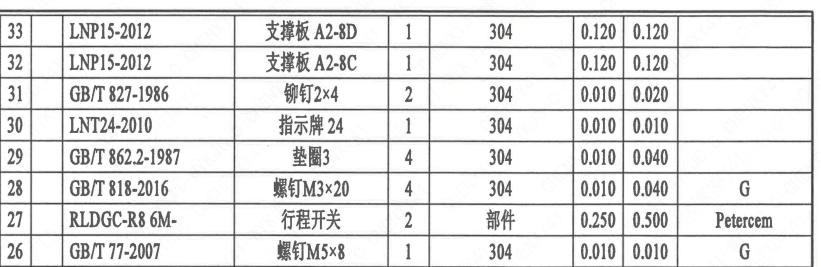 33 LNP15-2012 支撑板 A2-8D 1 304 0.120 0.120
32 LNP15-2012 支撑板 A2-8C 1 304 0.120 0.120
31 GB/T 827-1986 铆钉2×4 2 304 0.010 0.020
30 LNT24-2010 指示牌 24 1 304 0.010 0.010
29 GB/T 862.2-1987 垫圈3 4 304 0.010 0.040
28 GB/T 818-2016 螺钉M3×20 4 304 0.010 0.040 G
27 RLDGC-R8 6M- 行程开关 2 部件 0.250 0.500 Petercem
26 GB/T 77-2007 螺钉M5×8 1 304 0.010 0.010 G